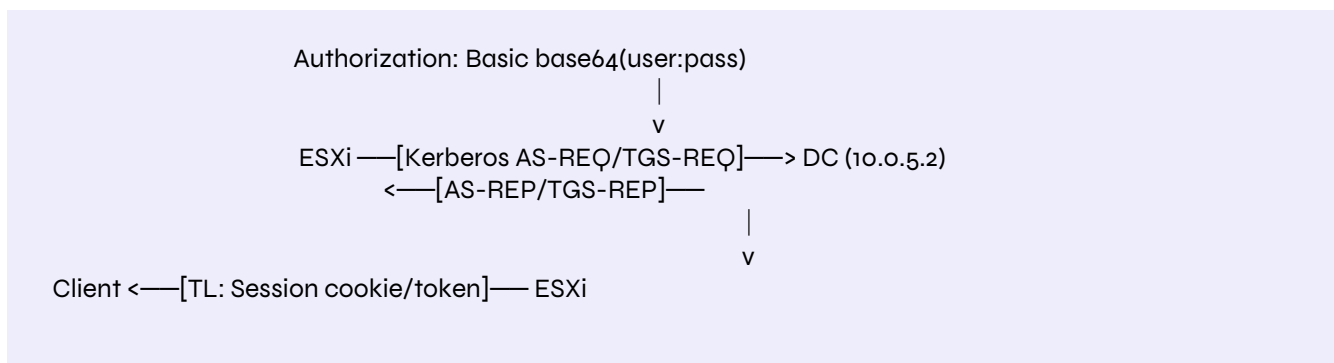 Authorization: Basic base64(user:pass)
|
v
ESXi ──[Kerberos AS-REQ/TGS-REQ]──> DC (10.0.5.2)
<──[AS-REP/TGS-REP]──
|
v
Client <──[TL: Session cookie/token]── ESXi